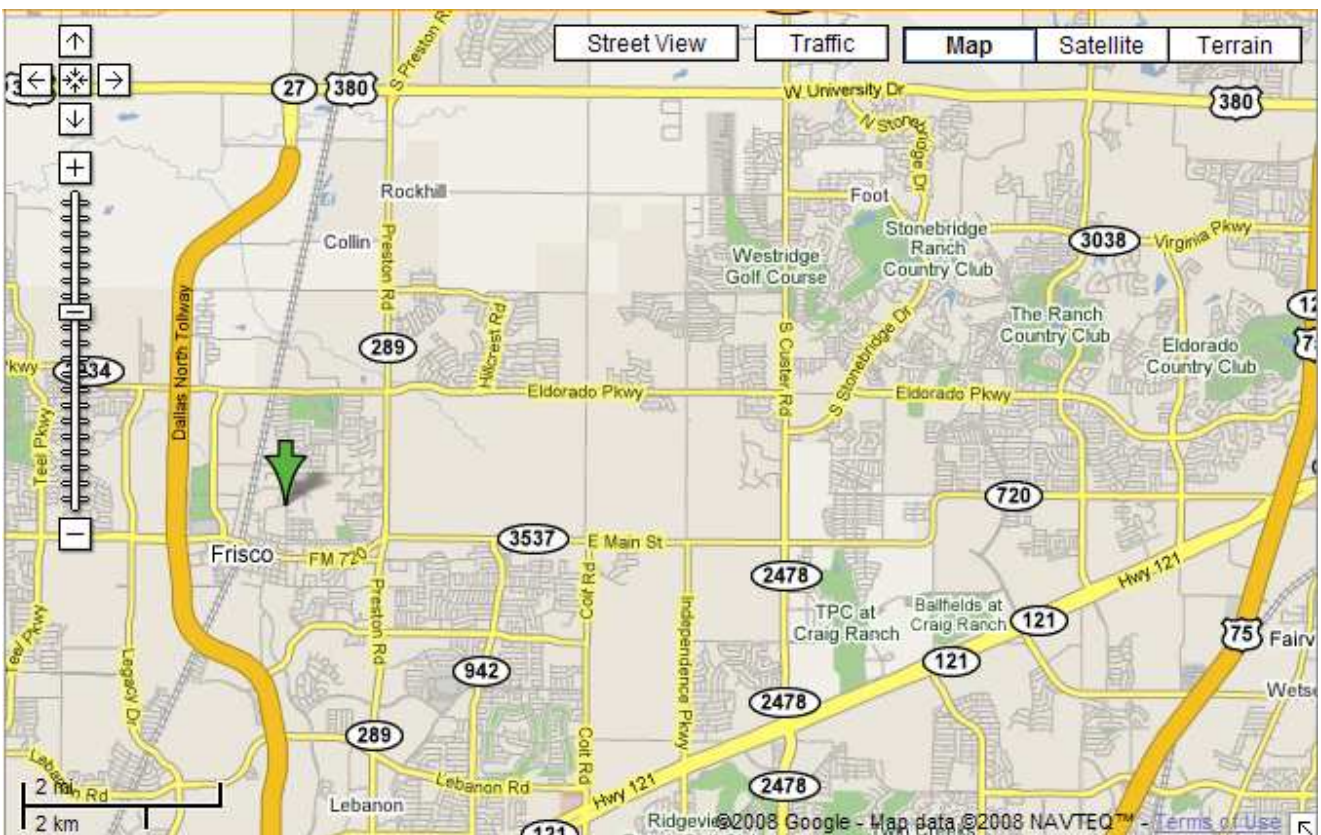 Street View
Traffic
Map
Satellite
Terrain
S Preston Rd
27
380
W University Dr
380
N Stonebridge Dr
Rockhill
Foot
Collin
Preston Rd
Stonebridge
Ranch
Country Club
3038
Virginia Pkwy
Westridge
Golf Course
Dallas North Tollway
Hillcrest Rd
The Ranch
Country Club
S Custer Rd
S Stonebridge Dr
289
Eldorado
Country Club
Eldorado Pkwy
Eldorado Pkwy
Teel Pkwy
720
3537
E Main St
Frisco
FM 720
2478
Hwy 121
Preston Rd
Coit Rd
Independence Pkwy
TPC at
Craig Ranch
Ballfields at
Craig Ranch
121
75
121
942
Legacy Dr
2478
289
Coit Rd
Lebanon Rd
Hwy 121
2478
Lebanon
2 mi
2 km
121
©2008 Google - Map data ©2008 NAVTEQ™ - Terms of Use